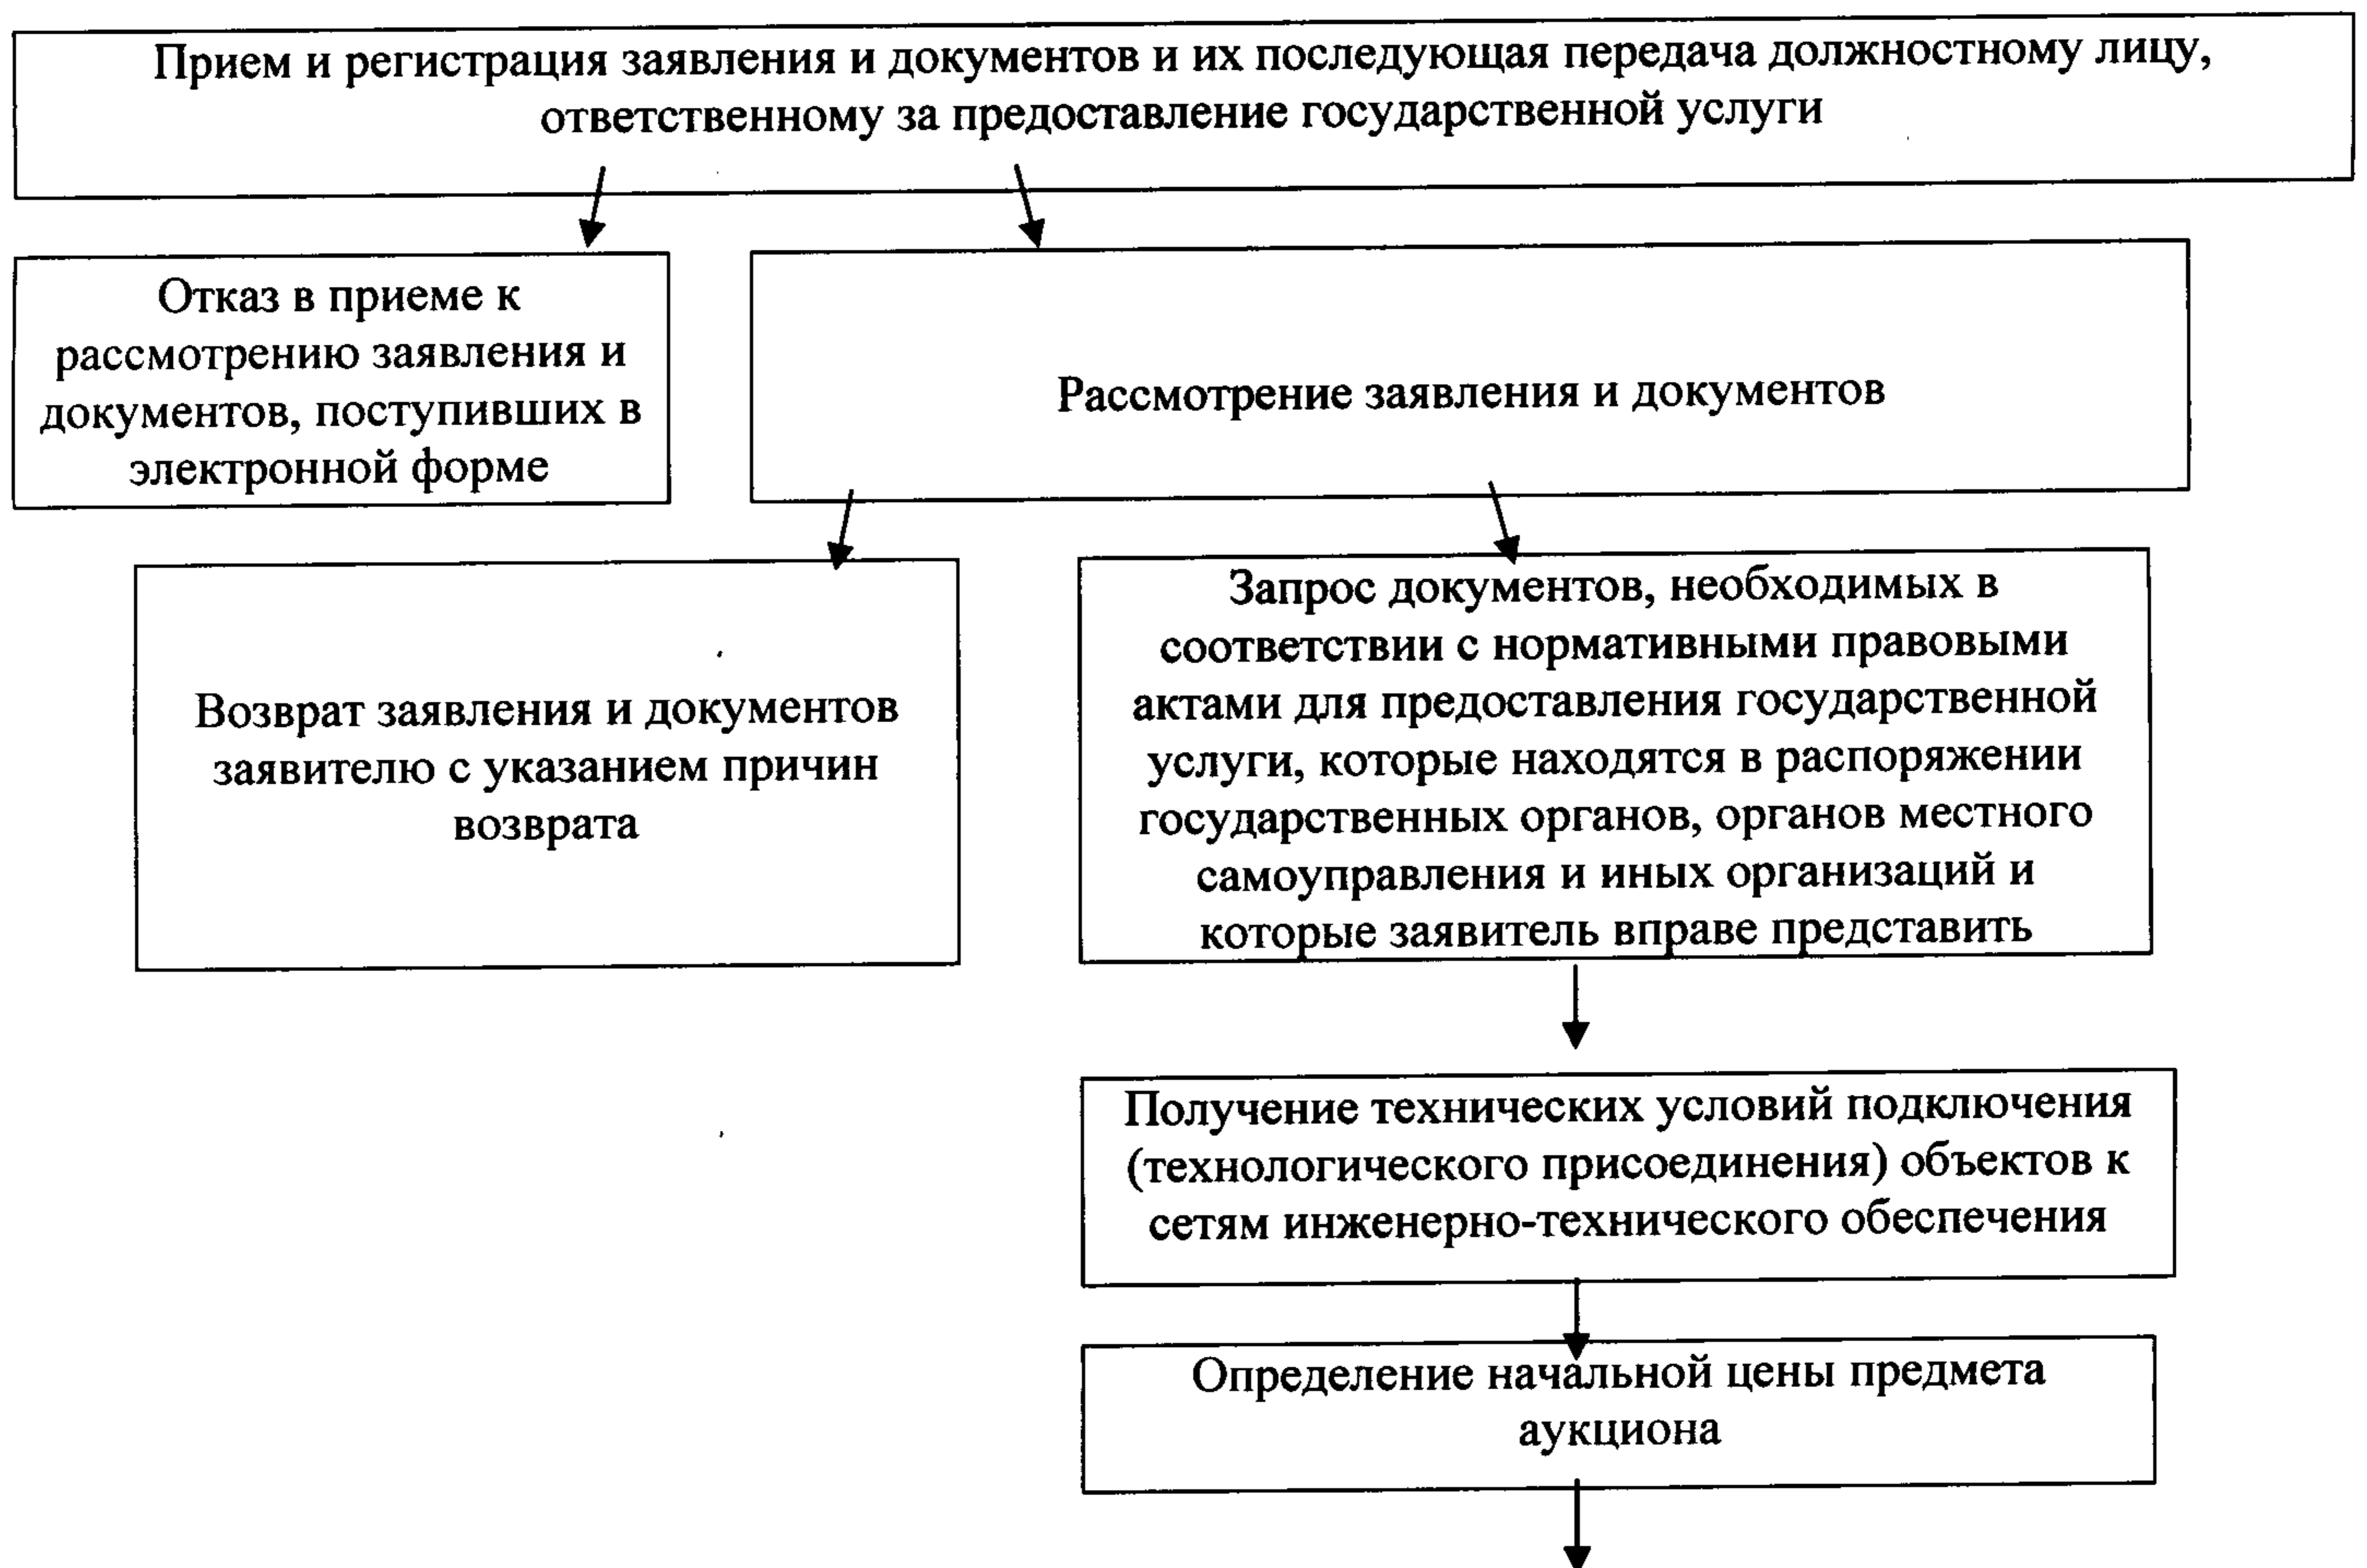 Прием и регистрация заявления и документов и их последующая передача должностному лицу,
ответственному за предоставление государственной услуги
Отказ в приеме к
рассмотрению заявления и
документов, поступивших в
электронной форме
Рассмотрение заявления и документов
Возврат заявления и документов
заявителю с указанием причин
возврата
Запрос документов, необходимых в
соответствии с нормативными правовыми
актами для предоставления государственной
услуги, которые находятся в распоряжении
государственных органов, органов местного
самоуправления и иных организаций и
которые заявитель вправе представить
Получение технических условий подключения
(технологического присоединения) объектов к
сетям инженерно-технического обеспечения
Определение начальной цены предмета
аукциона